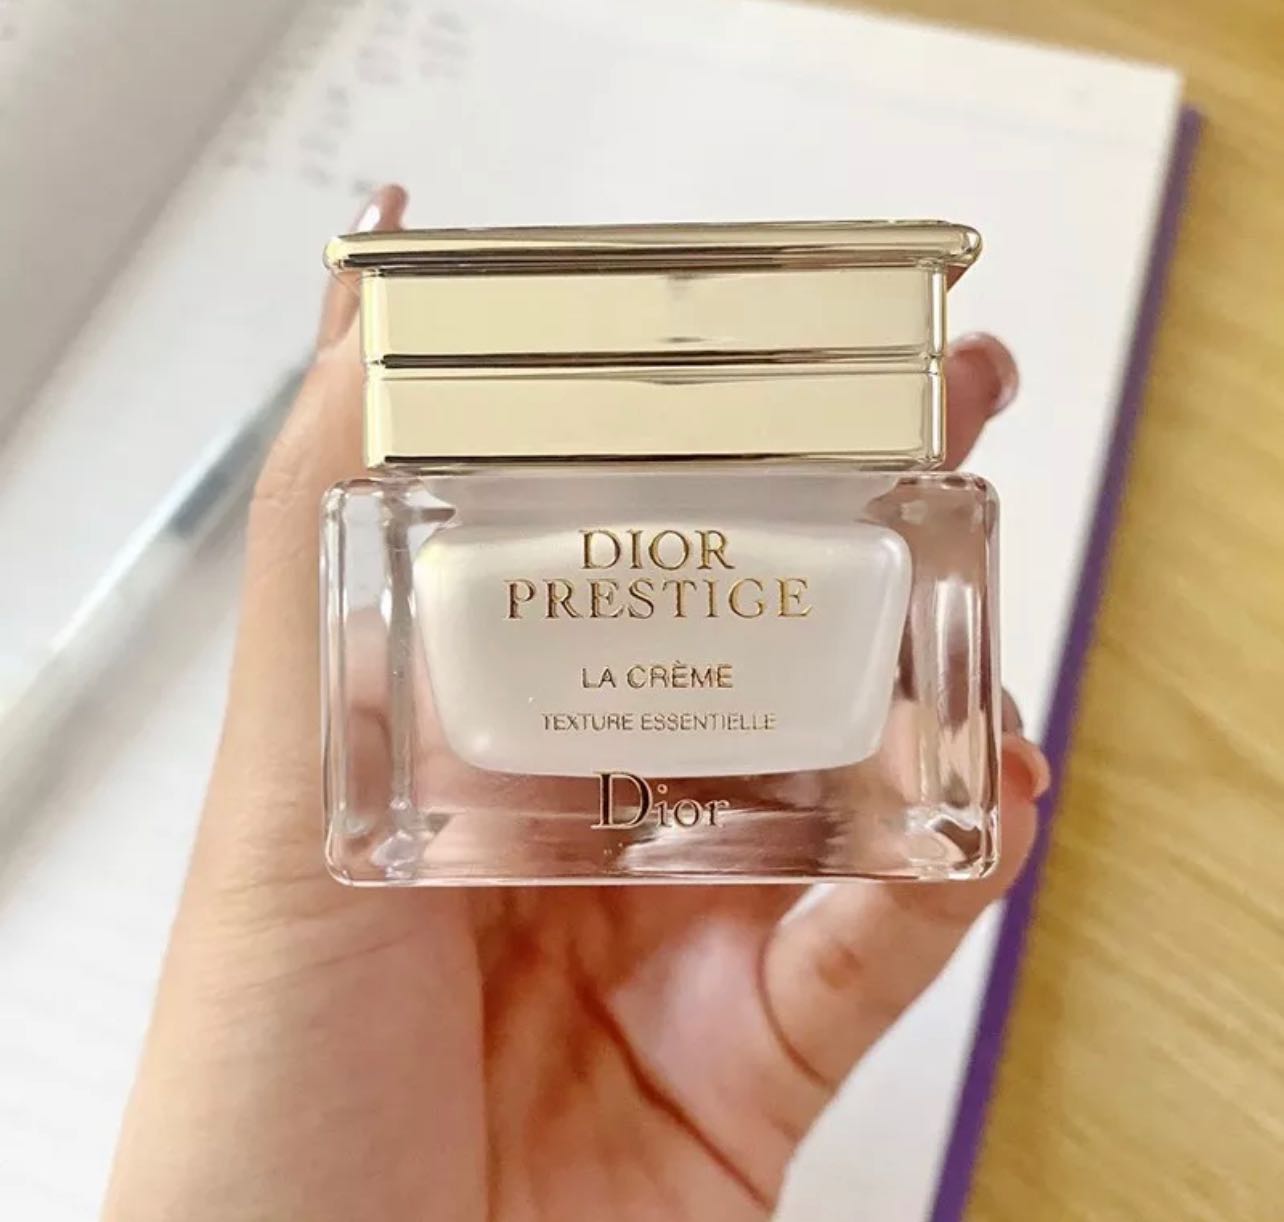 DIOR
PRESTIGE
LA CRÈME
TEXTURE ESSENTIELLE
Dior